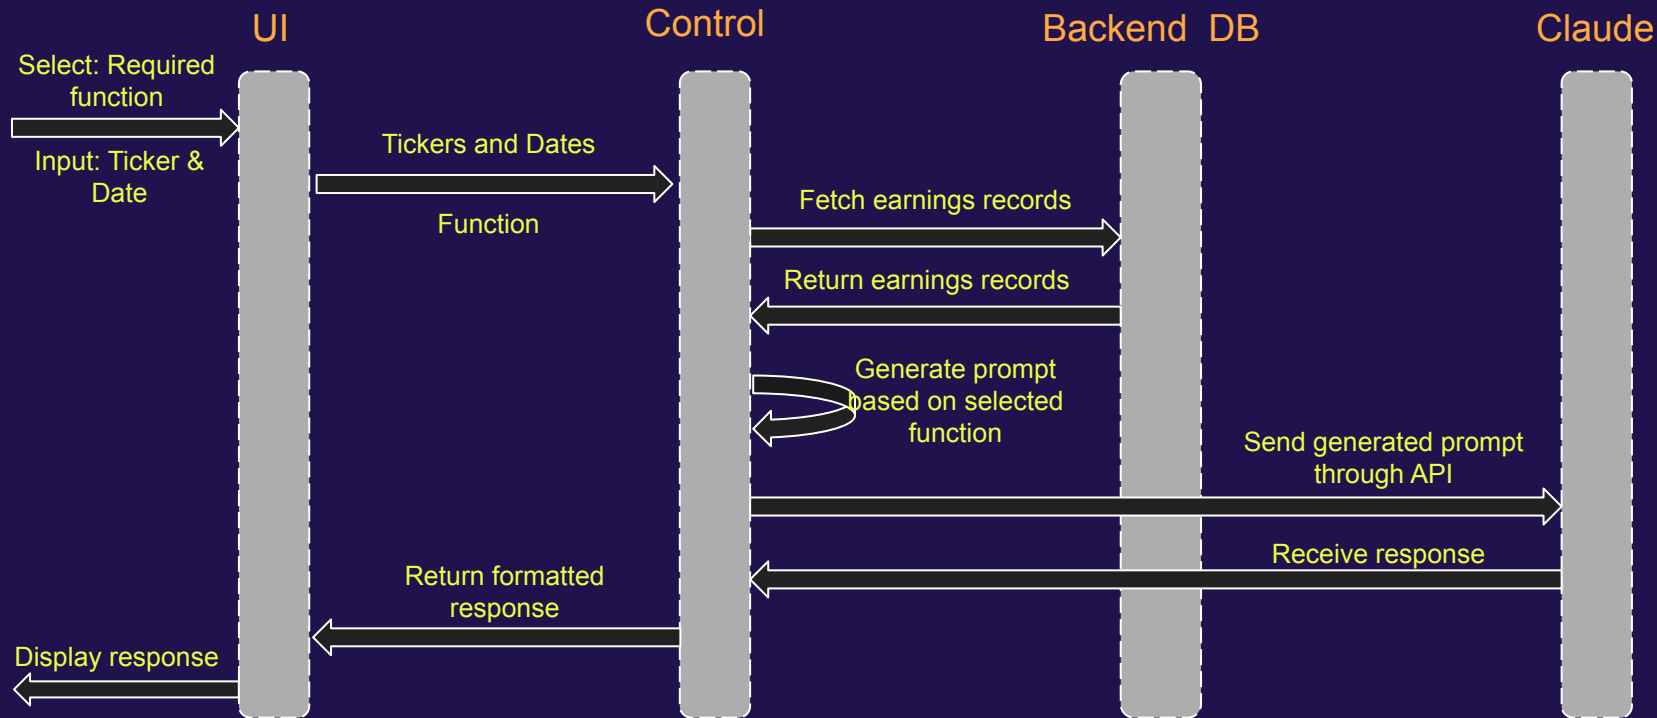 UI
Control
Backend  DB
Claude
Select: Required
function
Input: Ticker &
Date
Tickers and Dates
Function
Fetch earnings records
Return earnings records
Generate prompt
based on selected
function
Send generated prompt
through API
Receive response
Return formatted
response
Display response